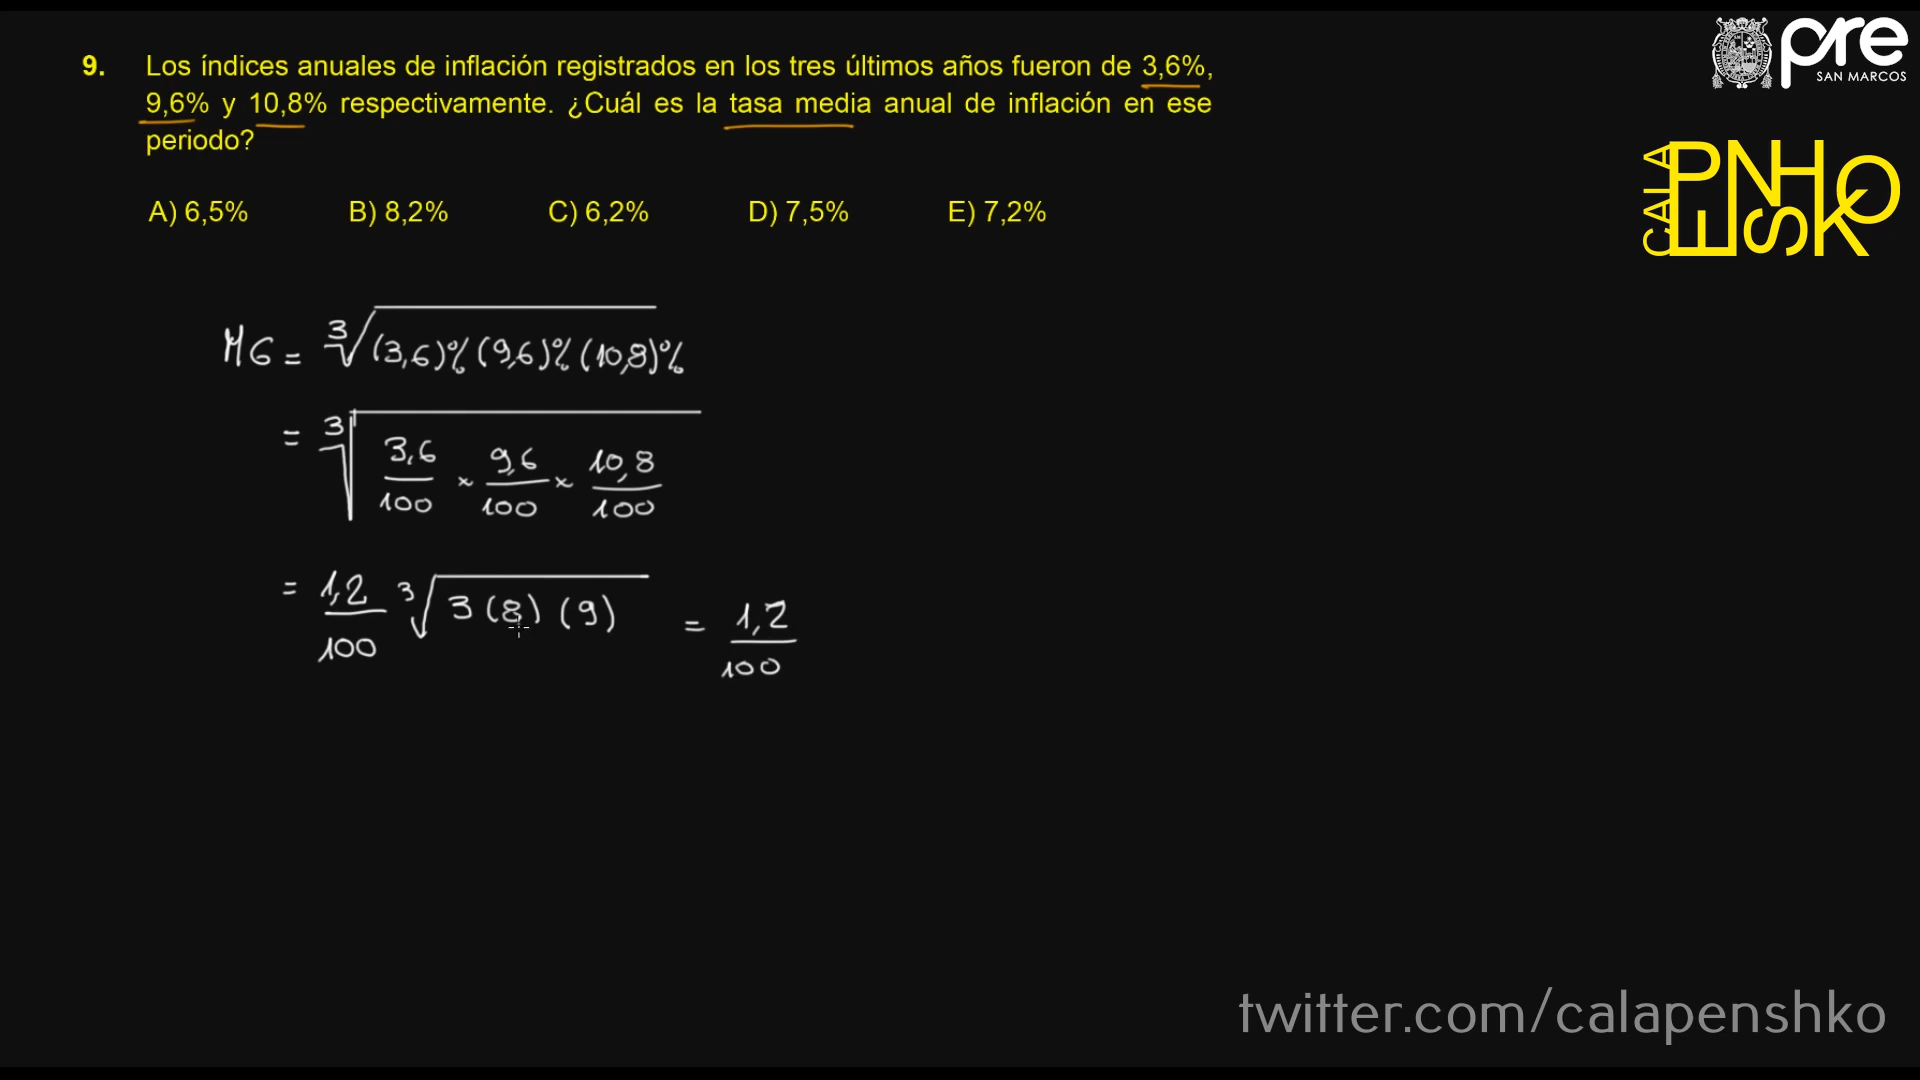 9. Los índices anuales de inflación registrados en los tres últimos años fueron de 3,6%,
9,6% y 10,8% respectivamente. ¿Cuál es la tasa media anual de inflación en ese
periodo?
A) 6,5% B) 8,2% C) 6,2% D) 7,5% E) 7,2%
MG = ∛(3,6)% (9,6)% (10,8)%
= ∛ 3,6/100 × 9,6/100 × 10,8/100
= 1,2/100 ∛ 3 (8) (9) = 1,2/100
pre
SAN MARCOS
CALA
PENSHKO
twitter.com/calapenshko